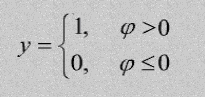 y = { 1, φ >0
0, φ ≤0